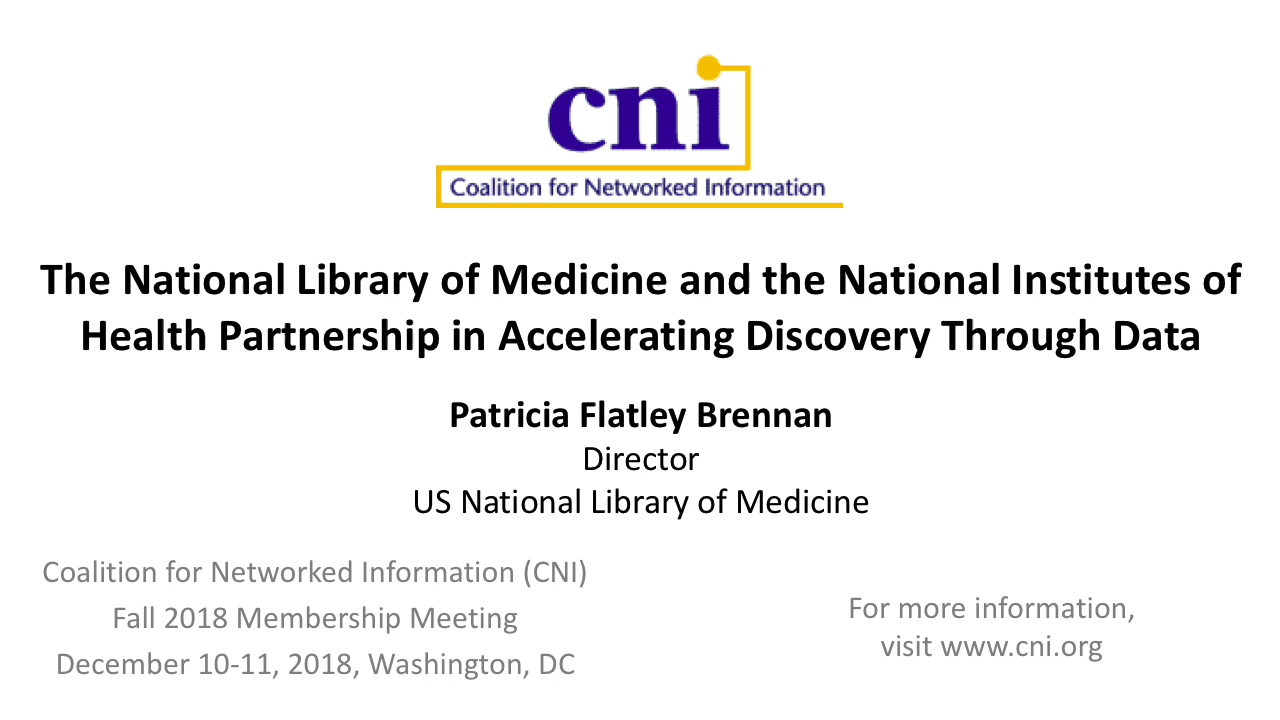 cni
Coalition for Networked Information
The National Library of Medicine and the National Institutes of
Health Partnership in Accelerating Discovery Through Data
Patricia Flatley Brennan
Director
US National Library of Medicine
Coalition for Networked Information (CNI)
Fall 2018 Membership Meeting
December 10-11, 2018, Washington, DC
For more information,
visit www.cni.org